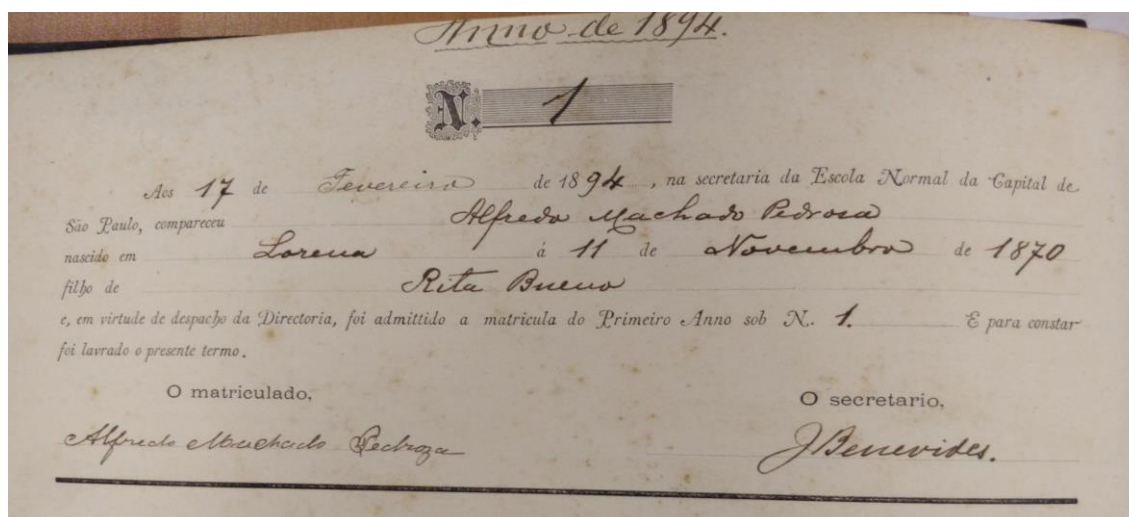 Anno de 1894.
N. 1
Aos 17 de Fevereiro de 1894, na secretaria da Escola Normal da Capital de
São Paulo, compareceu Alfredo Machado Pedrosa
nascido em Lorena á 11 de Novembro de 1870
filho de Rita Bueno
e, em virtude de despacho da Directoria, foi admittido a matricula do Primeiro Anno sob N. 1. E para constar
foi lavrado o presente termo.
O matriculado,
Alfredo Machado Pedroza
O secretario,
J Benevides.